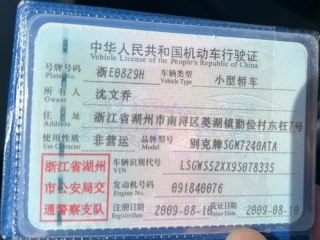 中华人民共和国机动车行驶证
Vehicle License of the People's Republic of China
号牌号码 浙E0829H 车辆类型 小型轿车
Plate No. Vehicle Type
所有人 沈文乔
Owner
住址 浙江省湖州市南浔区菱湖镇勤俭村东枉7号
Address
使用性质 非营运 品牌型号 别克牌SGM7240ATA
Use Character Model
浙江省湖州市公安局交通警察支队
车辆识别代号 LSGWS52XX9S078335
VIN
发动机号码 091840076
Engine No.
注册日期 2009-08-10 发证日期 2009-08-10
Register Date Issue Date